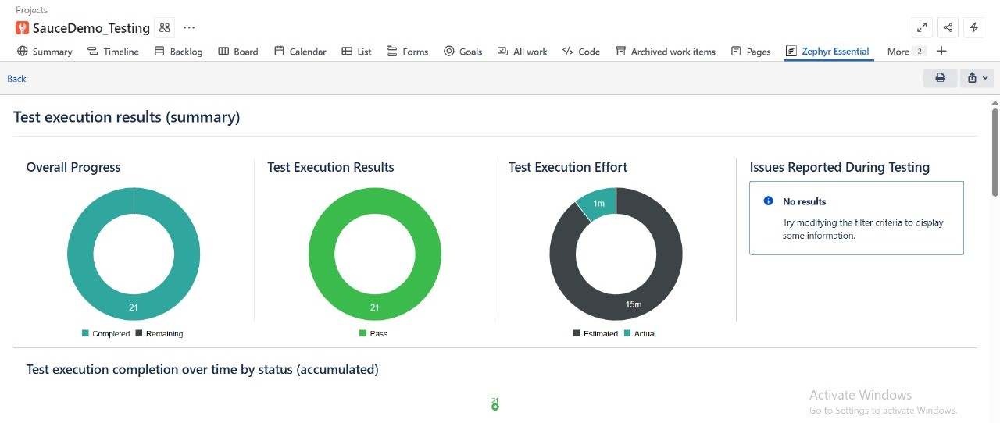 Projects
SauceDemo_Testing
Summary Timeline Backlog Board Calendar List Forms Goals All work Code Archived work items Pages Zephyr Essential More 2
Back
Test execution results (summary)
Overall Progress
21
Completed Remaining
Test Execution Results
21
Pass
Test Execution Effort
1m
15m
Estimated Actual
Issues Reported During Testing
No results
Try modifying the filter criteria to display
some information.
Test execution completion over time by status (accumulated)
21
Activate Windows
Go to Settings to activate Windows.